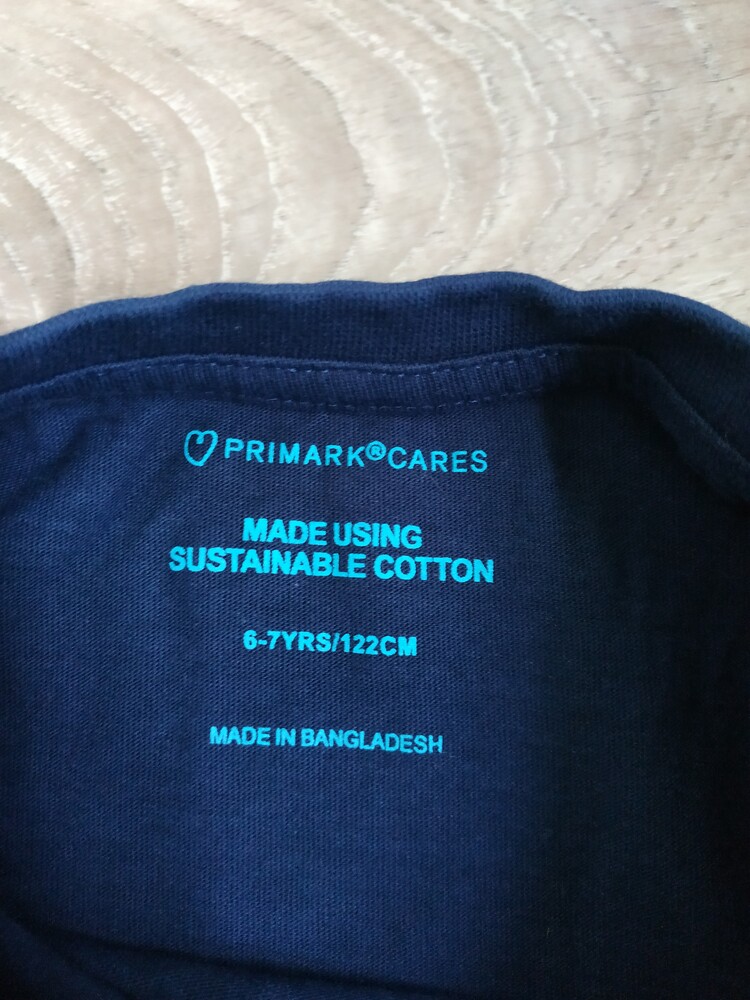 PRIMARK®CARES
MADE USING
SUSTAINABLE COTTON
6-7YRS/122CM
MADE IN BANGLADESH